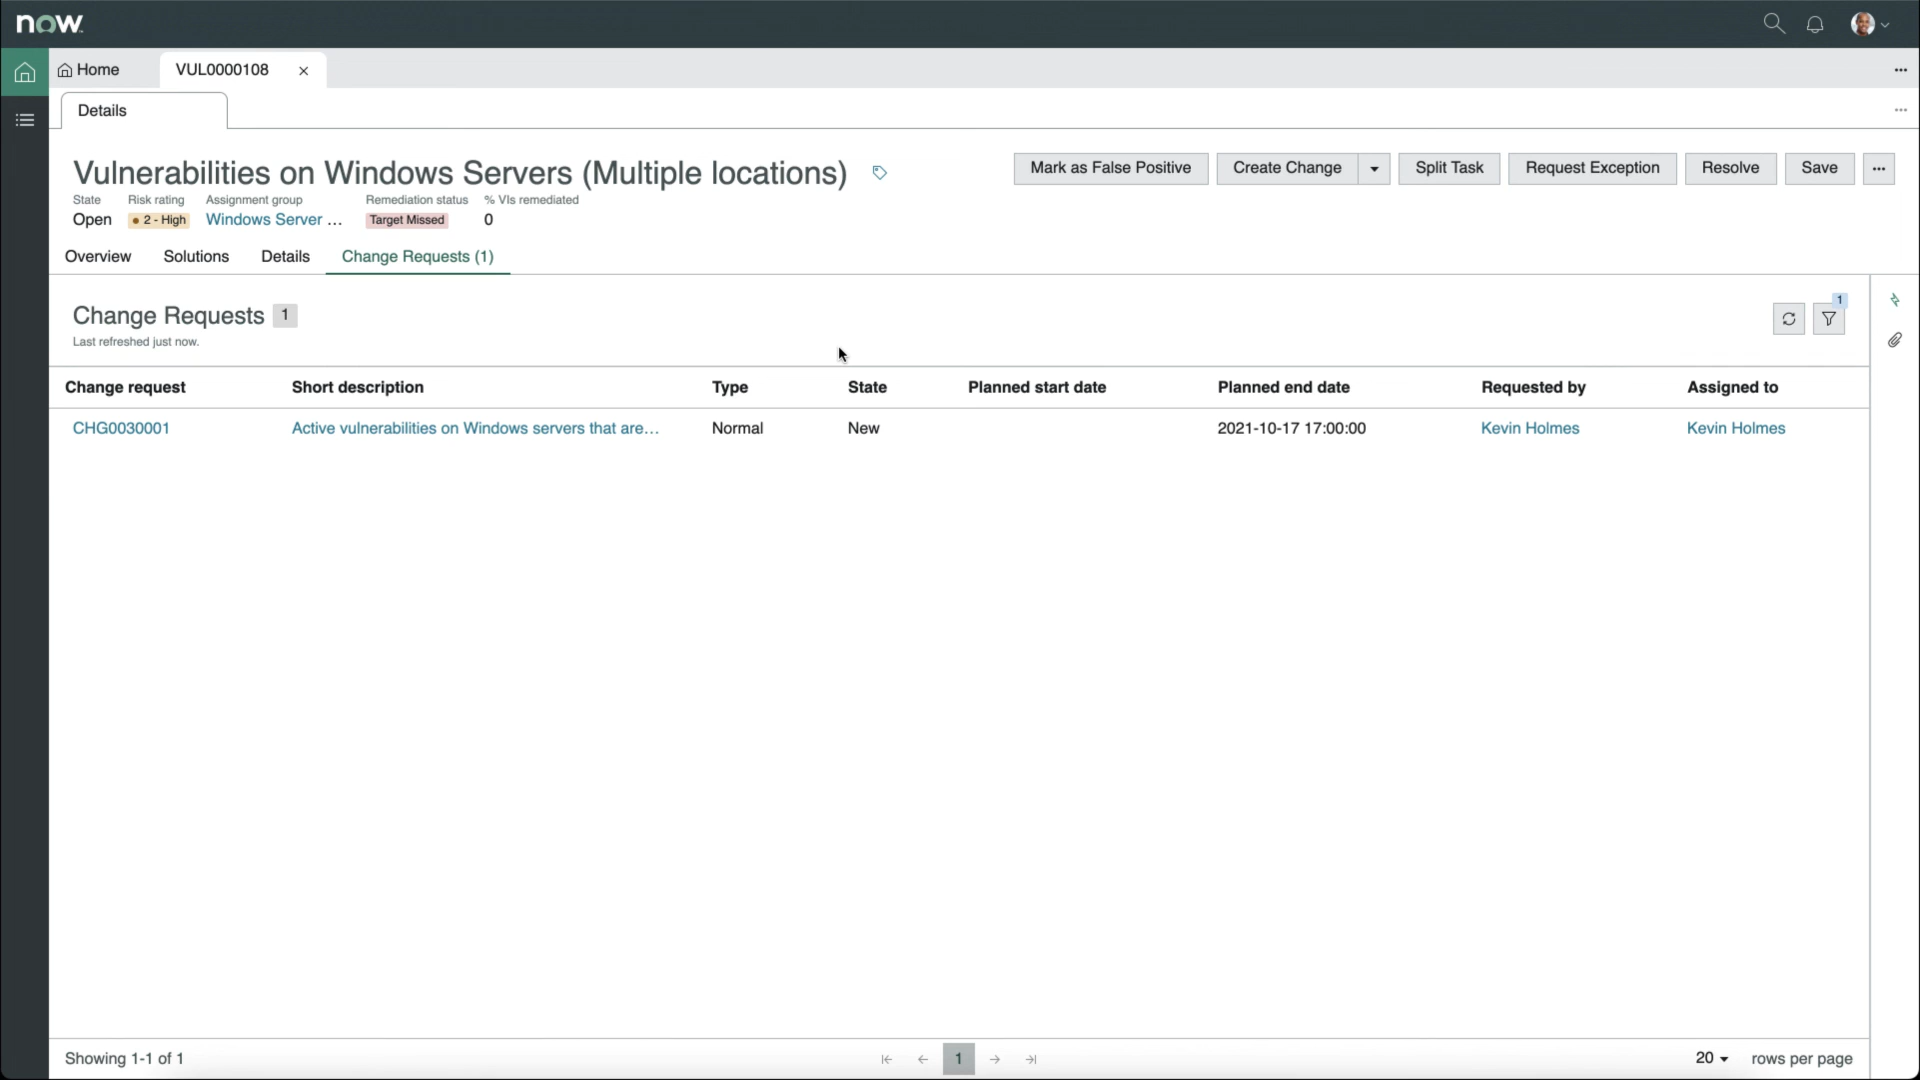 now.
Home
VUL0000108
Details
Vulnerabilities on Windows Servers (Multiple locations)
Mark as False Positive
Create Change
Split Task
Request Exception
Resolve
Save
State Risk rating Assignment group Remediation status % VIs remediated
Open 2 - High Windows Server ... Target Missed 0
Overview Solutions Details Change Requests (1)
Change Requests 1
1
Last refreshed just now.
Change request Short description Type State Planned start date Planned end date Requested by Assigned to
CHG0030001 Active vulnerabilities on Windows servers that are... Normal New 2021-10-17 17:00:00 Kevin Holmes Kevin Holmes
Showing 1-1 of 1
1
20 rows per page